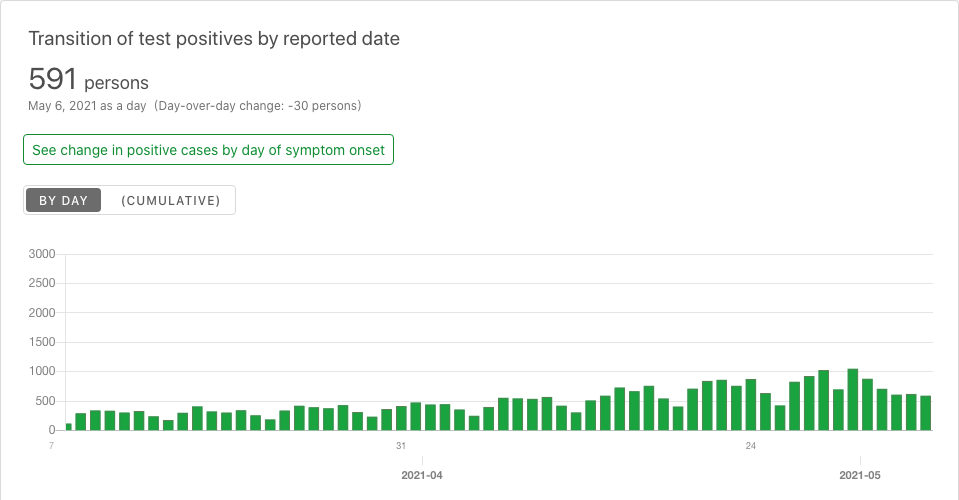 Transition of test positives by reported date
591 persons
May 6, 2021 as a day (Day-over-day change: -30 persons)
See change in positive cases by day of symptom onset
BY DAY (CUMULATIVE)
3000
2500
2000
1500
1000
500
0
7 31 24
2021-04 2021-05